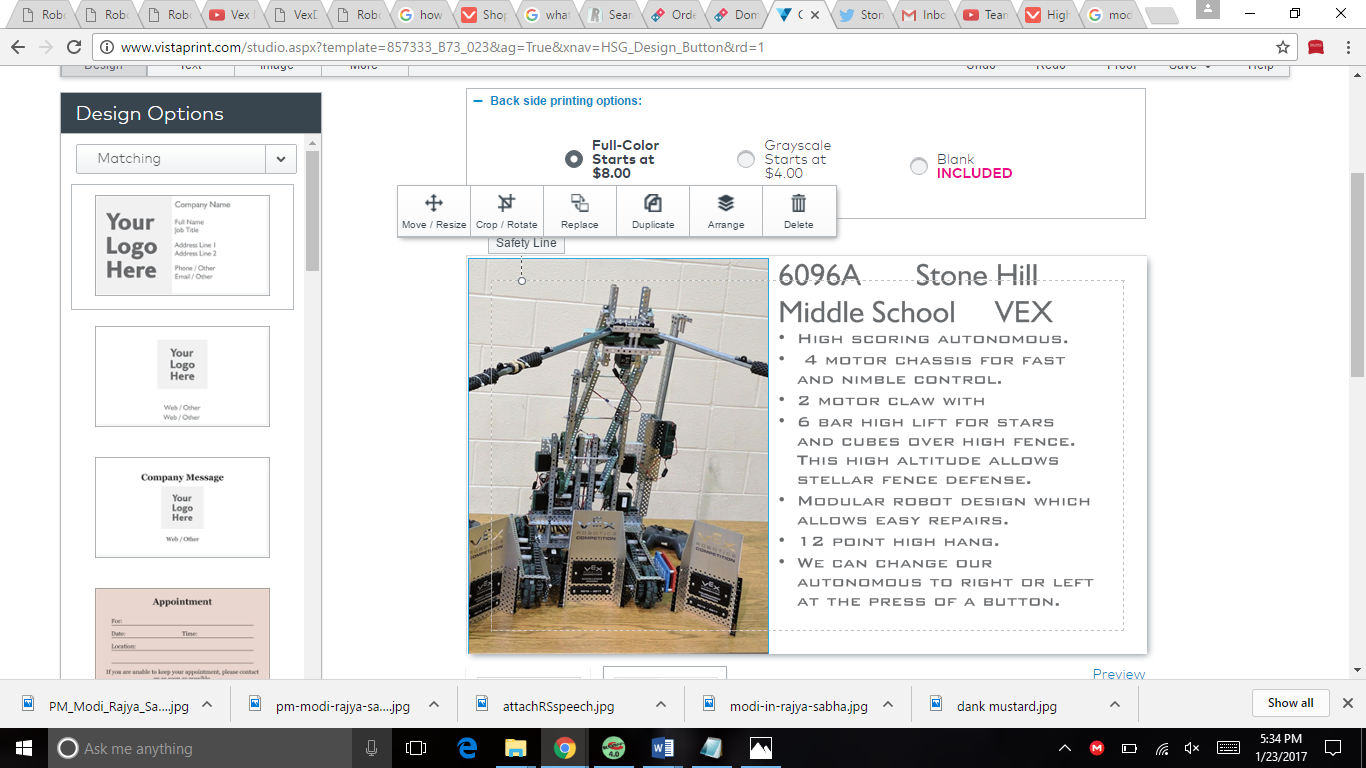 Robo
Robo
Robo
Vex
VexD
Robo
how
Shop
what
Sear
Orde
Dom
C
Ston
Inbo
Tean
High
mod
www.vistaprint.com/studio.aspx?template=857333_B73_023&ag=True&xnav=HSG_Design_Button&rd=1
Design Text Image More Undo Redo Proof Save Help
Design Options
Matching
Your Logo Here
Company Name
Full Name
Job Title
Address Line 1
Address Line 2
Phone / Other
Email / Other
Your
Logo
Here
Web / Other
Web / Other
Company Message
Your
Logo
Here
Web / Other
Appointment
For:
Date: Time:
Location:
If you are unable to keep your appointment, please contact
us as soon as possible
Back side printing options:
Full-Color
Starts at
$8.00
Grayscale
Starts at
$4.00
Blank
INCLUDED
Move / Resize Crop / Rotate Replace Duplicate Arrange Delete
Safety Line
6096A Stone Hill
Middle School VEX
• High scoring autonomous.
• 4 motor chassis for fast
and nimble control.
• 2 motor claw with
• 6 bar high lift for stars
and cubes over high fence.
This high altitude allows
stellar fence defense.
• Modular robot design which
allows easy repairs.
• 12 point high hang.
• We can change our
autonomous to right or left
at the press of a button.
VEX
ROBOTICS
COMPETITION
VEX
Preview
PM_Modi_Rajya_Sa....jpg
pm-modi-rajya-sa....jpg
attachRSspeech.jpg
modi-in-rajya-sabha.jpg
dank mustard.jpg
Show all
Ask me anything
4.0
5:34 PM
1/23/2017